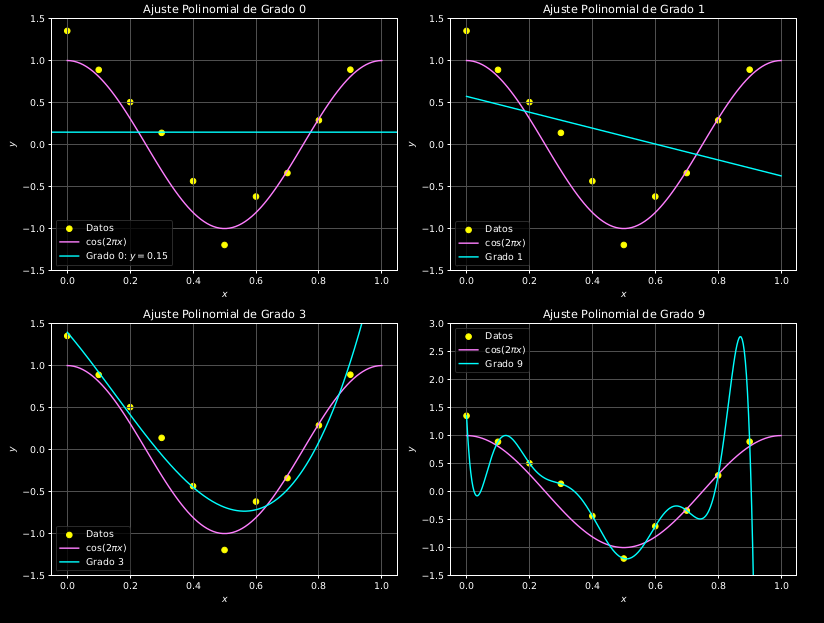 Ajuste Polinomial de Grado 0
1.5
1.0
0.5
0.0
−0.5
−1.0
−1.5
y
Datos
cos(2πx)
Grado 0: y = 0.15
0.0 0.2 0.4 0.6 0.8 1.0
x
Ajuste Polinomial de Grado 1
1.5
1.0
0.5
0.0
−0.5
−1.0
−1.5
y
Datos
cos(2πx)
Grado 1
0.0 0.2 0.4 0.6 0.8 1.0
x
Ajuste Polinomial de Grado 3
1.5
1.0
0.5
0.0
−0.5
−1.0
−1.5
y
Datos
cos(2πx)
Grado 3
0.0 0.2 0.4 0.6 0.8 1.0
x
Ajuste Polinomial de Grado 9
3.0
2.5
2.0
1.5
1.0
0.5
0.0
−0.5
−1.0
−1.5
y
Datos
cos(2πx)
Grado 9
0.0 0.2 0.4 0.6 0.8 1.0
x